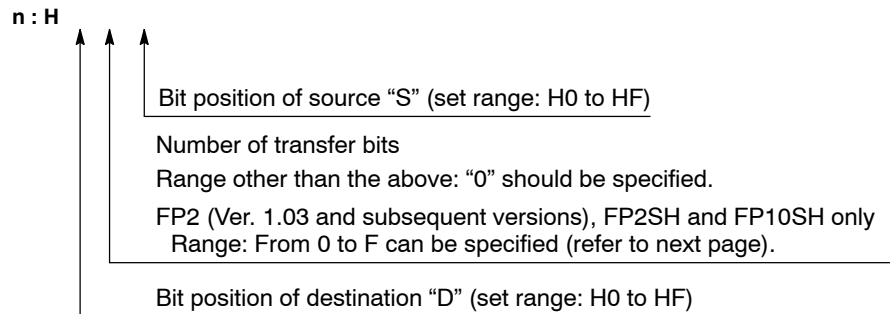 n : H
Bit position of source “S” (set range: H0 to HF)
Number of transfer bits
Range other than the above: “0” should be specified.
FP2 (Ver. 1.03 and subsequent versions), FP2SH and FP10SH only
Range: From 0 to F can be specified (refer to next page).
Bit position of destination “D” (set range: H0 to HF)